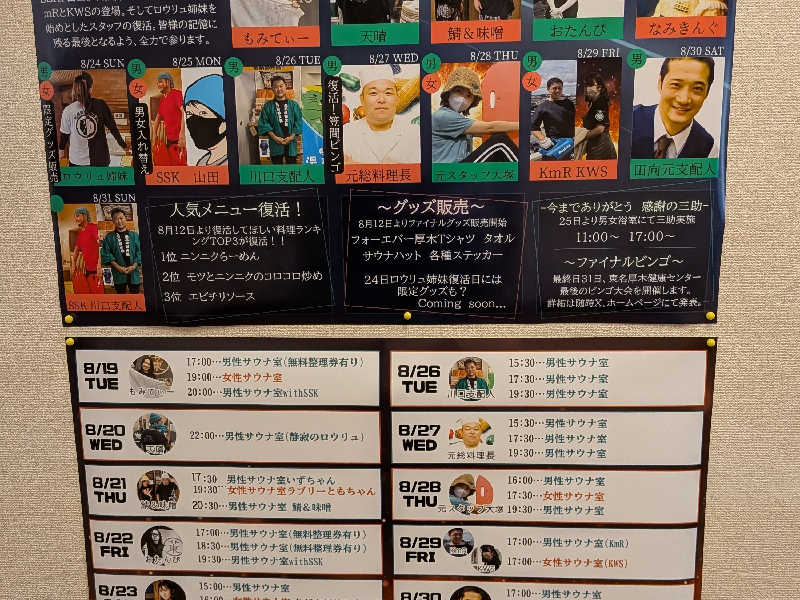 mRとKWSの登場。そしてロウリュ姉妹を
始めとしたスタッフの復活。皆様の記憶に
残る最後となるよう、全力で参ります。
もみてぃー
天晴
鯖&味噌
おたんび
なみきんぐ
8/24 SUN
男
女
限定グッズ販売
ロウリュ姉妹
8/25 MON
男
女
男女入れ替え
SSK 山田
8/26 TUE
男
川口支配人
8/27 WED
男
復活!笠間ビンゴ
元総料理長
8/28 THU
男
女
元スタッフ大塚
8/29 FRI
男
女
KmR KWS
8/30 SAT
男
田向元支配人
8/31 SUN
男
SSK 川口支配人
人気メニュー復活!
8月12日より復活してほしい料理ランキ
ングTOP3が復活!!
1位 ニンニクらーめん
2位 モツとニンニクのコロコロ炒め
3位 エビチリソース
~グッズ販売~
8月12日よりファイナルグッズ販売開始
フォーエバー厚木Tシャツ タオル
サウナハット 各種ステッカー
24日ロウリュ姉妹復活日には
限定グッズも?
Coming soon...
-今までありがとう 感謝の三助-
25日より男女浴室にて三助実施
11:00~ 17:00~
~ファイナルビンゴ~
最終日31日、東名厚木健康センター
最後のビンゴ大会を開催します。
詳細は随時X、ホームページにて発表。
8/19
TUE
もみてぃー
17:00…男性サウナ室(無料整理券有り)
19:00…女性サウナ室
20:00…男性サウナ室withSSK
8/20
WED
天晴
22:00…男性サウナ室(静寂のロウリュ)
8/21
THU
鯖&味噌
17:30 男性サウナ室いずちゃん
19:30…女性サウナ室ラブリーともちゃん
20:30…男性サウナ室 鯖&味噌
8/22
FRI
おたんび
17:00…男性サウナ室(無料整理券有り)
18:30…男性サウナ室(無料整理券有り)
19:30…男性サウナ室withSSK
8/23
15:00…男性サウナ室
8/26
TUE
川口支配人
15:30…男性サウナ室
17:30…男性サウナ室
19:30…男性サウナ室
8/27
WED
元総料理長
15:30…男性サウナ室
17:30…男性サウナ室
19:30…男性サウナ室
8/28
THU
元スタッフ大塚
16:00…男性サウナ室
17:30…女性サウナ室
19:30…男性サウナ室
8/29
FRI
KmR
KWS
17:00…男性サウナ室(KmR)
17:00…女性サウナ室(KWS)
8/30
17:00…男性サウナ室